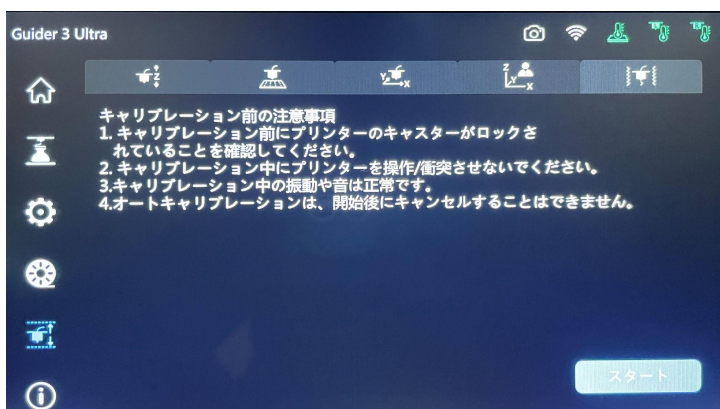 Guider 3 Ultra
キャリブレーション前の注意事項
1. キャリブレーション前にプリンターのキャスターがロックさ
れていることを確認してください。
2. キャリブレーション中にプリンターを操作/衝突させないでください。
3.キャリブレーション中の振動や音は正常です。
4.オートキャリブレーションは、開始後にキャンセルすることはできません。
スタート